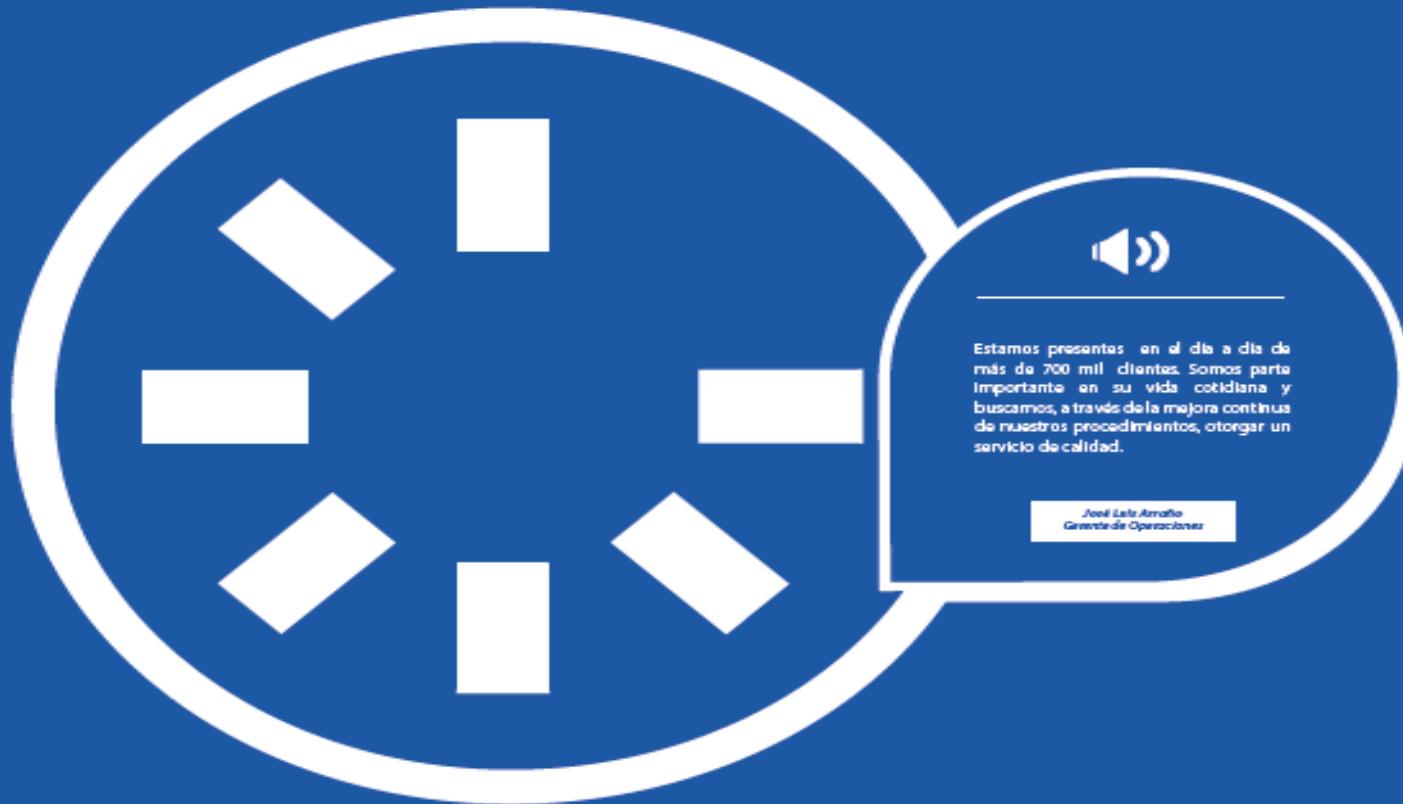 Estamos presentes en el día a día de
más de 700 mil clientes. Somos parte
importante en su vida cotidiana y
buscamos, a través de la mejora continua
de nuestros procedimientos, otorgar un
servicio de calidad.
José Luis Arraño
Gerente de Operaciones